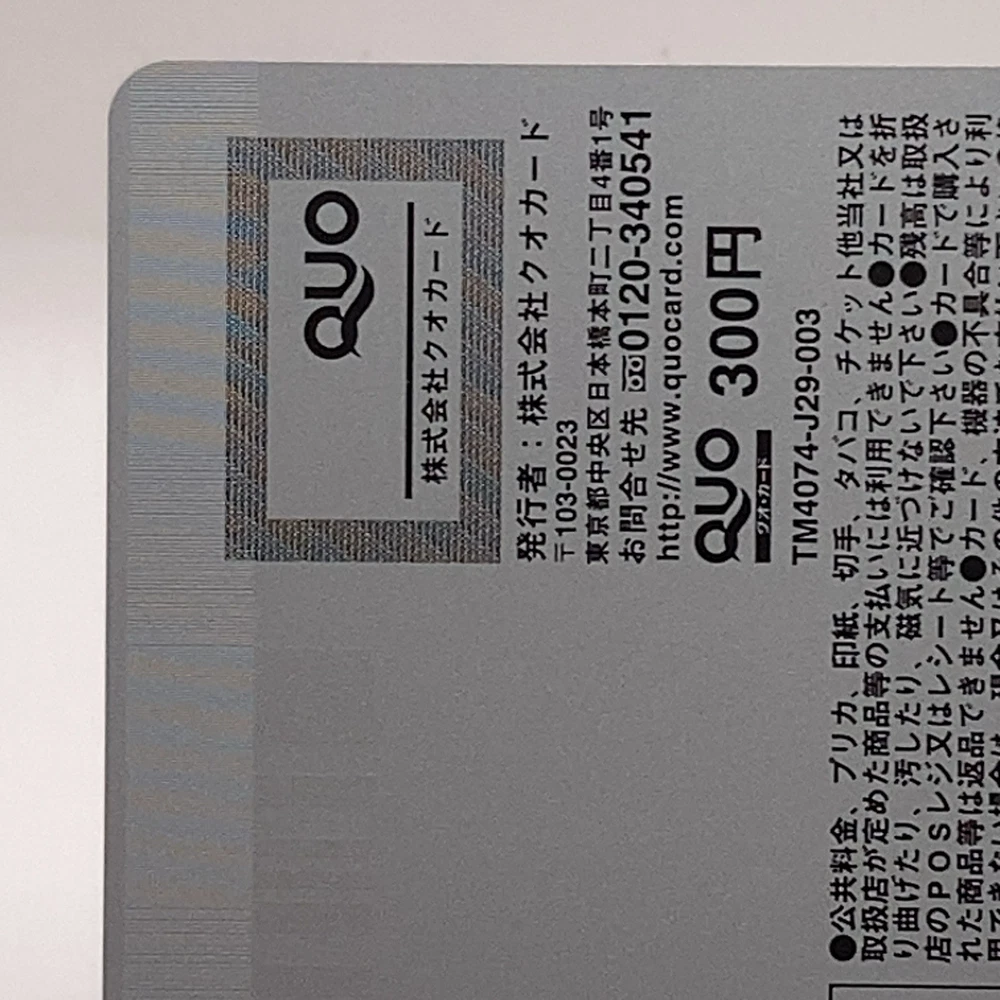 QUO
株式会社クオカード
発行者：株式会社クオカード
〒103-0023
東京都中央区日本橋本町二丁目4番1号
お問合せ先 0120-340541
http://www.quocard.com
QUO 300円
クオ・カード
TM4074-J29-003
●公共料金、プリカ、印紙、切手、タバコ、チケット他当社又は
取扱店が定めた商品等の支払いには利用できません●カードを折
り曲げたり、汚したり、磁気に近づけないで下さい●残高は取扱
店のPOSレジ又はレシート等でご確認下さい●カードで購入さ
れた商品等は返品できません●カード、機器の不具合等により利